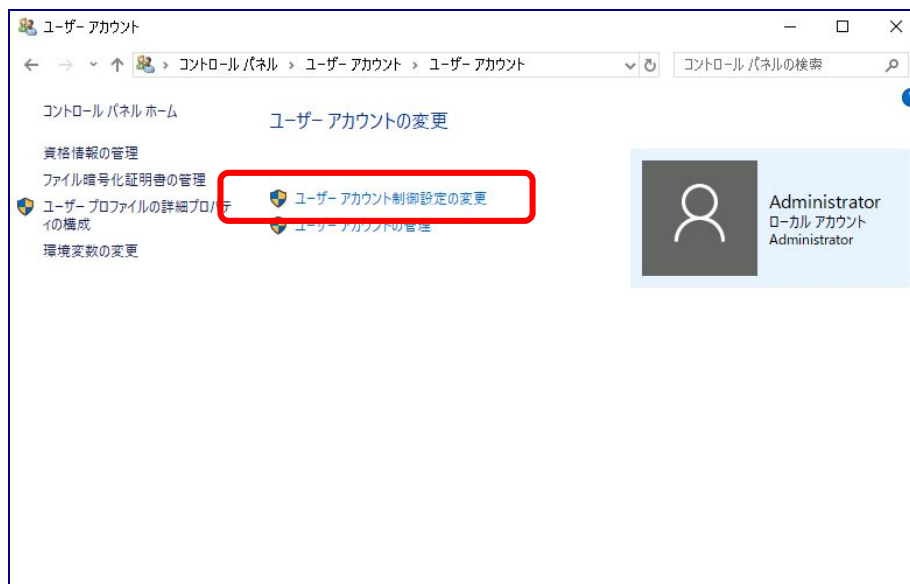 ユーザー アカウント
コントロール パネル › ユーザー アカウント › ユーザー アカウント
コントロール パネルの検索
コントロール パネル ホーム
資格情報の管理
ファイル暗号化証明書の管理
ユーザー プロファイルの詳細プロパテ
ィの構成
環境変数の変更
ユーザー アカウントの変更
ユーザー アカウント制御設定の変更
ユーザー アカウントの管理
Administrator
ローカル アカウント
Administrator